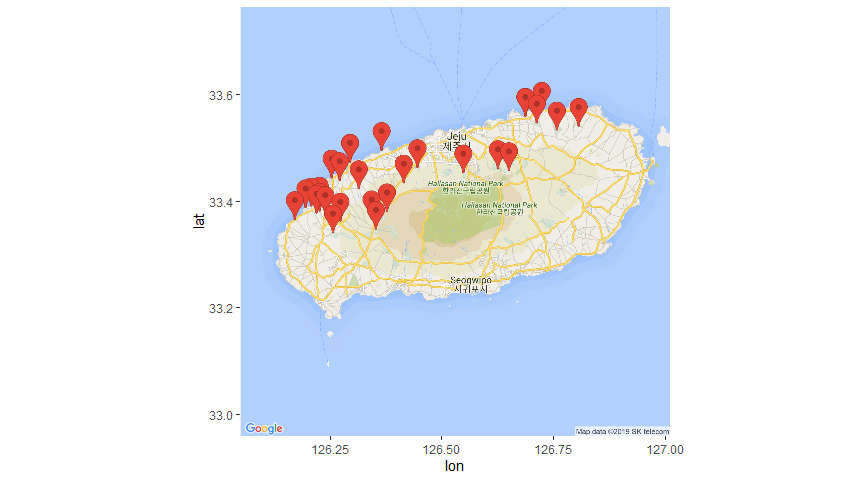 lat
33.6
33.4
33.2
33.0
Jeju
제주시
Hallasan National Park
한라산국립공원
Hallasan National Park
한라산국립공원
Seogwipo
서귀포시
Google
Map data ©2019 SK telecom
126.25
126.50
126.75
127.00
lon